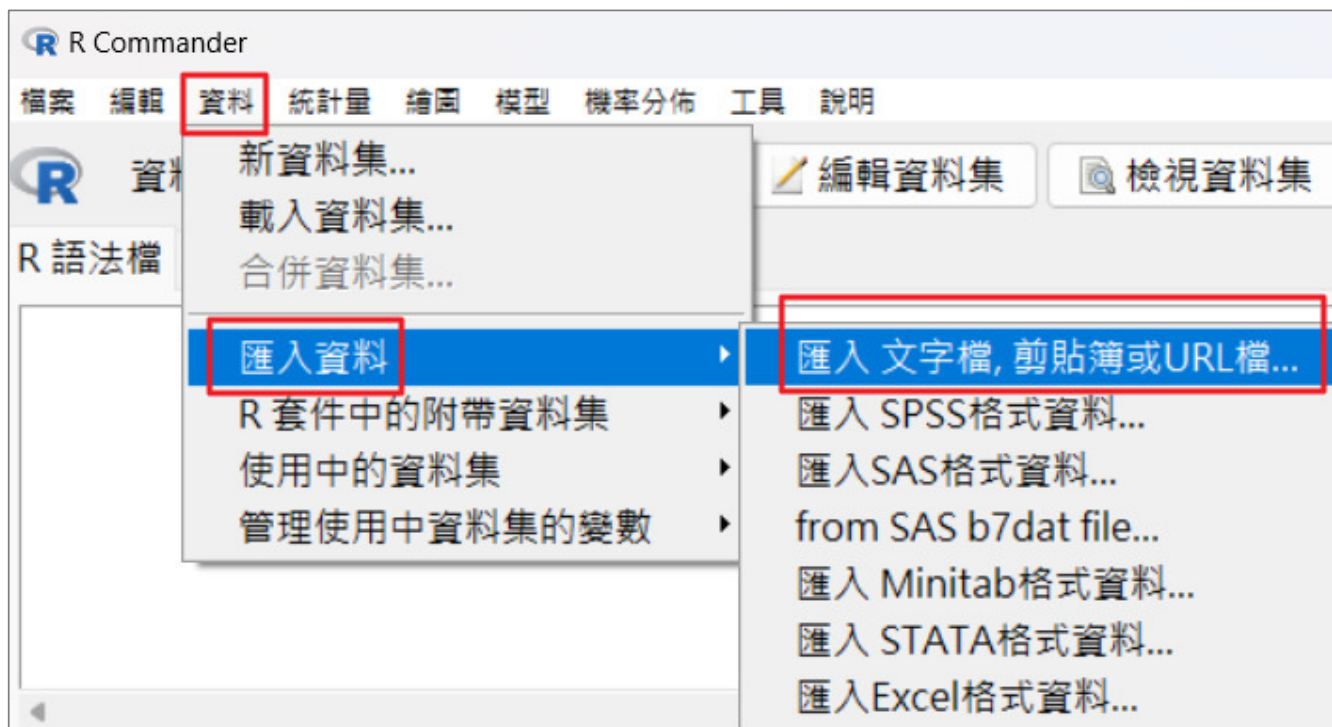 R Commander
檔案 編輯 資料 統計量 繪圖 模型 機率分佈 工具 說明
R 資料 編輯資料集 檢視資料集
R 語法檔
新資料集...
載入資料集...
合併資料集...
匯入資料
R 套件中的附帶資料集
使用中的資料集
管理使用中資料集的變數
匯入 文字檔, 剪貼簿或URL檔...
匯入 SPSS格式資料...
匯入SAS格式資料...
from SAS b7dat file...
匯入 Minitab格式資料...
匯入 STATA格式資料...
匯入Excel格式資料...